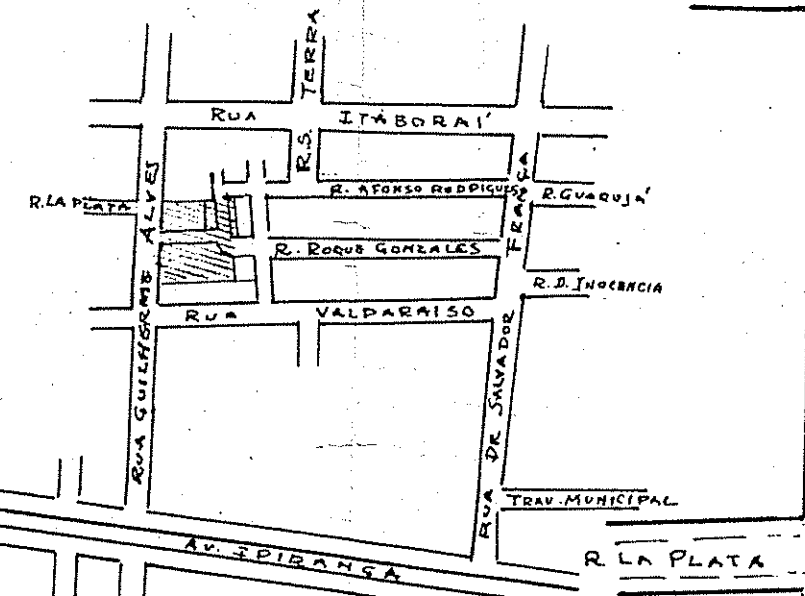 R.S. TERRA
RUA ITABORAÍ
R. AFONSO RODRIGUES
R. GUARUJÁ
R. LA PLATA
RUA GUILHERME ALVES
R. ROQUE GONZALES
R. D. INOCENCIA
RUA VALPARAISO
RUA DR SALVADOR FRANÇA
TRAV. MUNICIPAL
AV. IPIRANGA
R LA PLATA